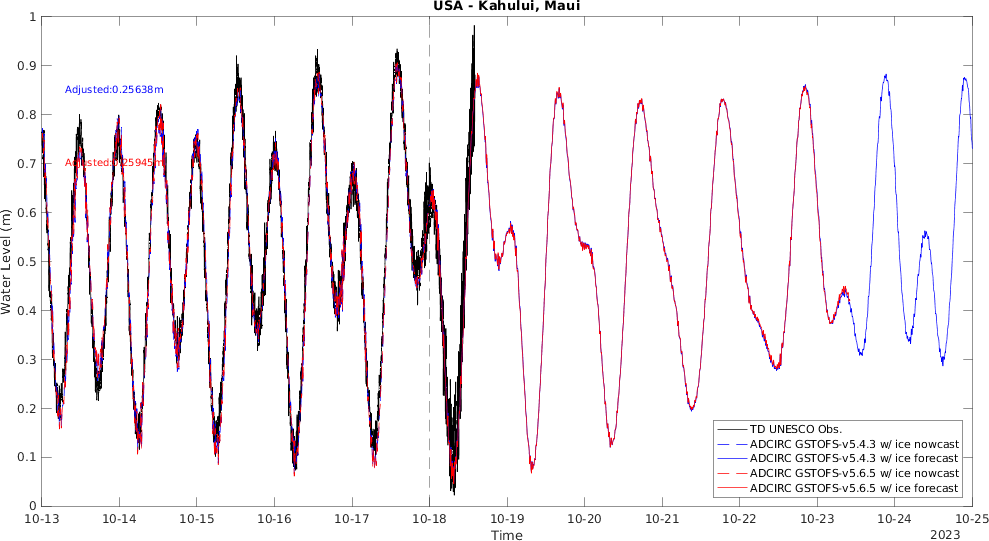 USA - Kahului, Maui
1
0.9
0.8
0.7
0.6
0.5
0.4
0.3
0.2
0.1
0
Water Level (m)
Adjusted:0.25638m
Adjusted:0.25945m
TD UNESCO Obs.
ADCIRC GSTOFS-v5.4.3 w/ ice nowcast
ADCIRC GSTOFS-v5.4.3 w/ ice forecast
ADCIRC GSTOFS-v5.6.5 w/ ice nowcast
ADCIRC GSTOFS-v5.6.5 w/ ice forecast
10-13 10-14 10-15 10-16 10-17 10-18 10-19 10-20 10-21 10-22 10-23 10-24 10-25
Time
2023